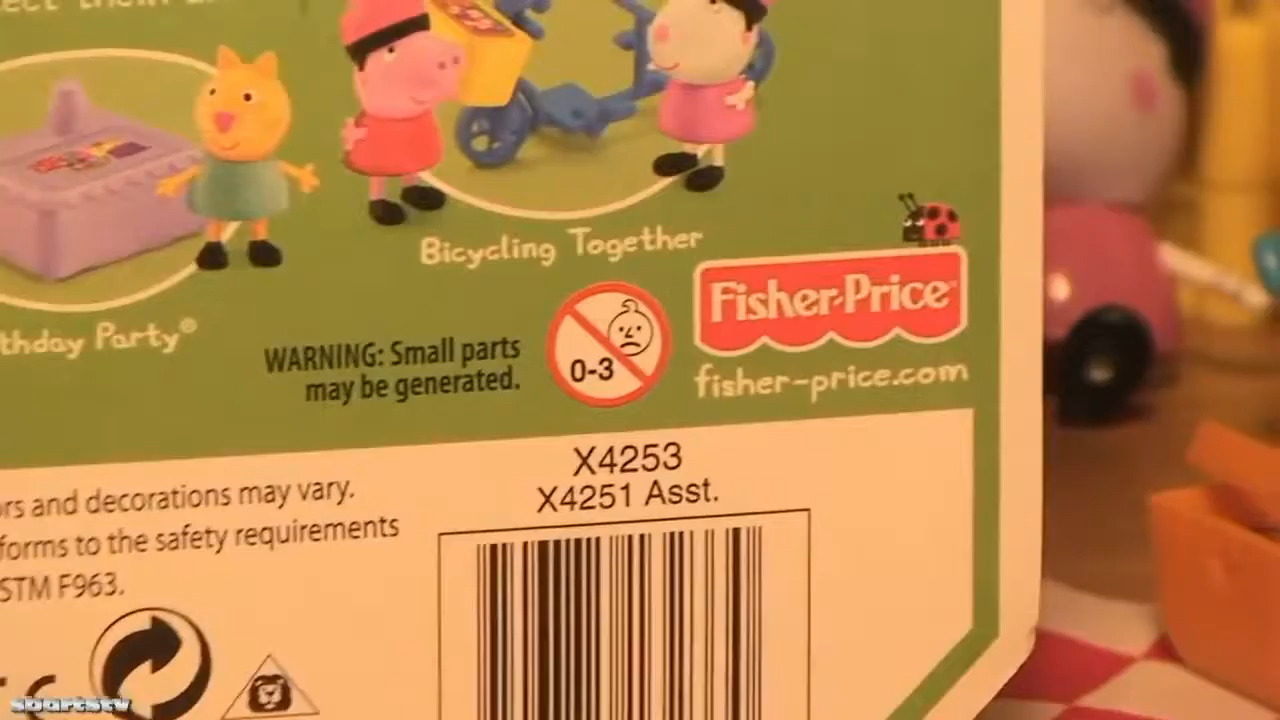 Bicycling Together
Fisher-Price
thday Party®
WARNING: Small parts
may be generated.
0-3
fisher-price.com
X4253
X4251 Asst.
ors and decorations may vary.
forms to the safety requirements
STM F963.
sbartstv